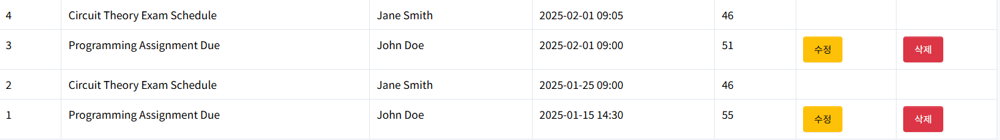 4 Circuit Theory Exam Schedule Jane Smith 2025-02-01 09:05 46
3 Programming Assignment Due John Doe 2025-02-01 09:00 51 수정 삭제
2 Circuit Theory Exam Schedule Jane Smith 2025-01-25 09:00 46
1 Programming Assignment Due John Doe 2025-01-15 14:30 55 수정 삭제